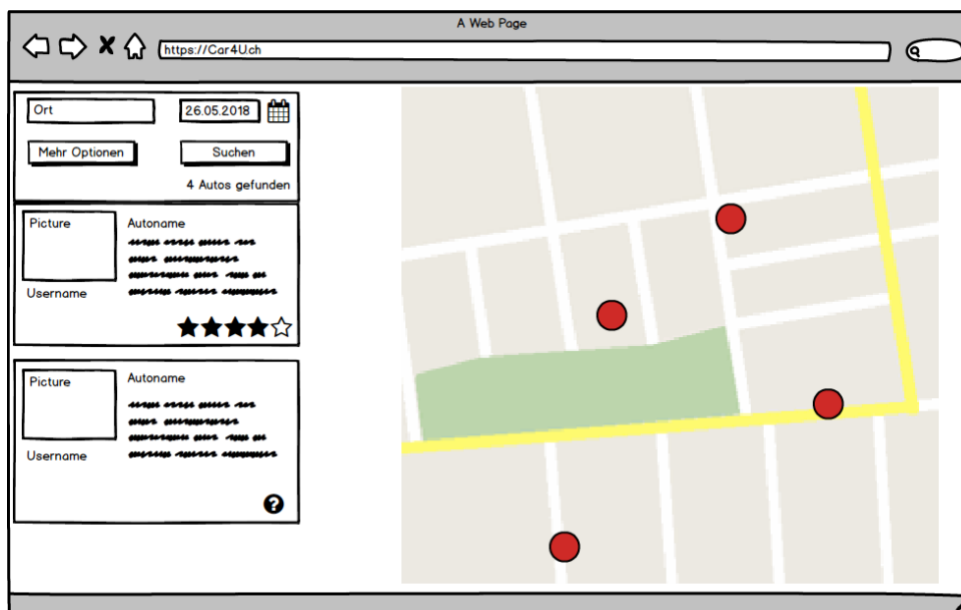 A Web Page
https://Car4U.ch
Ort
26.05.2018
Mehr Optionen
Suchen
4 Autos gefunden
Picture
Autoname
Username
Picture
Autoname
Username
?